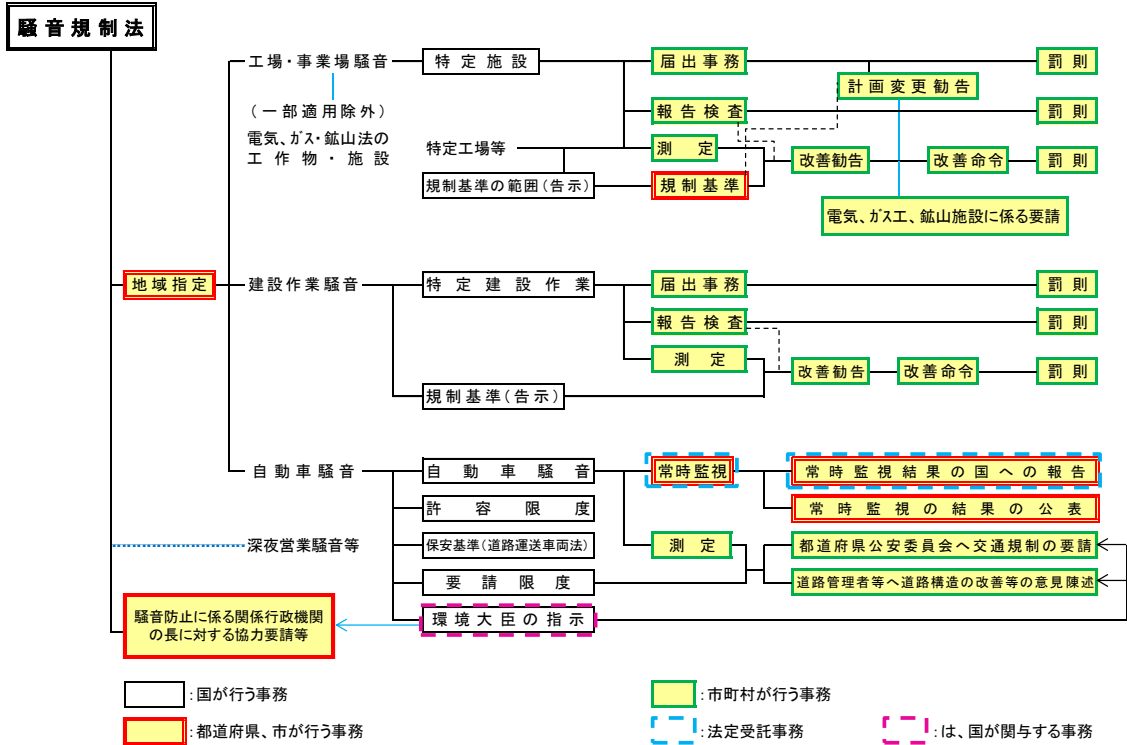 騒音規制法
工場・事業場騒音
特定施設
届出事務
罰則
計画変更勧告
(一部適用除外)
電気、ガス・鉱山法の
工作物・施設
報告検査
罰則
特定工場等
測定
改善勧告
改善命令
罰則
規制基準の範囲(告示)
規制基準
電気、ガス工、鉱山施設に係る要請
地域指定
建設作業騒音
特定建設作業
届出事務
罰則
報告検査
罰則
測定
改善勧告
改善命令
罰則
規制基準(告示)
自動車騒音
自動車騒音
常時監視
常時監視結果の国への報告
許容限度
常時監視の結果の公表
深夜営業騒音等
保安基準(道路運送車両法)
測定
都道府県公安委員会へ交通規制の要請
要請限度
道路管理者等へ道路構造の改善等の意見陳述
騒音防止に係る関係行政機関
の長に対する協力要請等
環境大臣の指示
:国が行う事務
:市町村が行う事務
:都道府県、市が行う事務
:法定受託事務
:は、国が関与する事務